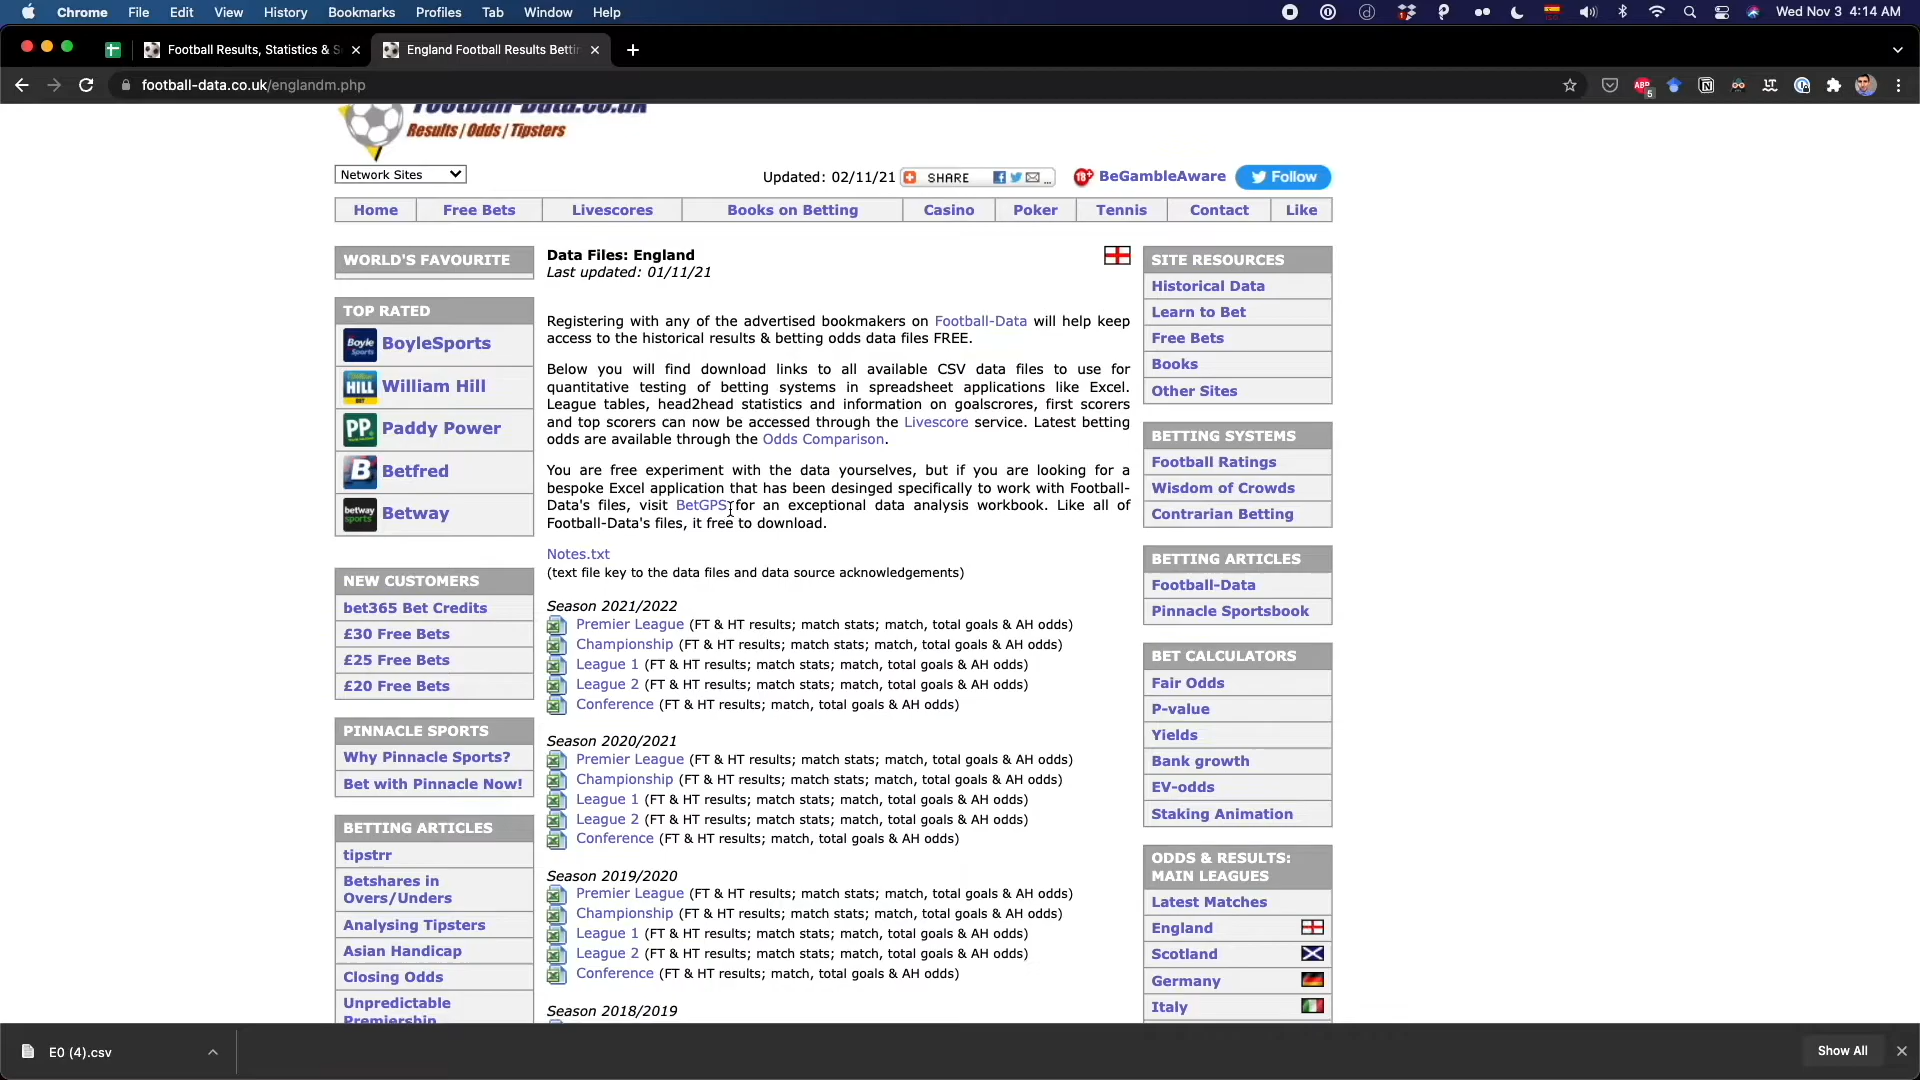 Chrome File Edit View History Bookmarks Profiles Tab Window Help Wed Nov 3 4:14 AM
Football Results, Statistics & S England Football Results Bettin
football-data.co.uk/englandm.php
Football-Data.co.uk
Results / Odds / Tipsters
Network Sites Updated: 02/11/21 SHARE ... 18+ BeGambleAware Follow
Home Free Bets Livescores Books on Betting Casino Poker Tennis Contact Like
WORLD'S FAVOURITE
TOP RATED
Boyle Sports BoyleSports
William HILL BET William Hill
PP. Paddy Power
B Betfred
betway sports Betway
NEW CUSTOMERS
bet365 Bet Credits
£30 Free Bets
£25 Free Bets
£20 Free Bets
PINNACLE SPORTS
Why Pinnacle Sports?
Bet with Pinnacle Now!
BETTING ARTICLES
tipstrr
Betshares in
Overs/Unders
Analysing Tipsters
Asian Handicap
Closing Odds
Unpredictable
Premiership
Data Files: England
Last updated: 01/11/21
Registering with any of the advertised bookmakers on Football-Data will help keep
access to the historical results & betting odds data files FREE.
Below you will find download links to all available CSV data files to use for
quantitative testing of betting systems in spreadsheet applications like Excel.
League tables, head2head statistics and information on goalscores, first scorers
and top scorers can now be accessed through the Livescore service. Latest betting
odds are available through the Odds Comparison.
You are free experiment with the data yourselves, but if you are looking for a
bespoke Excel application that has been desinged specifically to work with Football-
Data's files, visit BetGPS for an exceptional data analysis workbook. Like all of
Football-Data's files, it free to download.
Notes.txt
(text file key to the data files and data source acknowledgements)
Season 2021/2022
Premier League (FT & HT results; match stats; match, total goals & AH odds)
Championship (FT & HT results; match stats; match, total goals & AH odds)
League 1 (FT & HT results; match stats; match, total goals & AH odds)
League 2 (FT & HT results; match stats; match, total goals & AH odds)
Conference (FT & HT results; match, total goals & AH odds)
Season 2020/2021
Premier League (FT & HT results; match stats; match, total goals & AH odds)
Championship (FT & HT results; match stats; match, total goals & AH odds)
League 1 (FT & HT results; match stats; match, total goals & AH odds)
League 2 (FT & HT results; match stats; match, total goals & AH odds)
Conference (FT & HT results; match, total goals & AH odds)
Season 2019/2020
Premier League (FT & HT results; match stats; match, total goals & AH odds)
Championship (FT & HT results; match stats; match, total goals & AH odds)
League 1 (FT & HT results; match stats; match, total goals & AH odds)
League 2 (FT & HT results; match stats; match, total goals & AH odds)
Conference (FT & HT results; match, total goals & AH odds)
Season 2018/2019
SITE RESOURCES
Historical Data
Learn to Bet
Free Bets
Books
Other Sites
BETTING SYSTEMS
Football Ratings
Wisdom of Crowds
Contrarian Betting
BETTING ARTICLES
Football-Data
Pinnacle Sportsbook
BET CALCULATORS
Fair Odds
P-value
Yields
Bank growth
EV-odds
Staking Animation
ODDS & RESULTS:
MAIN LEAGUES
Latest Matches
England
Scotland
Germany
Italy
E0 (4).csv Show All